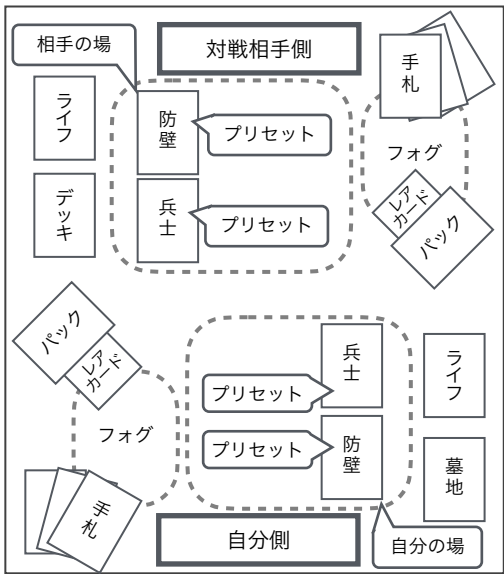 相手の場
対戦相手側
手札
ライフ
防壁
プリセット
フォグ
デッキ
兵士
プリセット
レア
カード
パック
パック
レア
カード
兵士
ライフ
プリセット
フォグ
プリセット
防壁
墓地
手札
自分側
自分の場